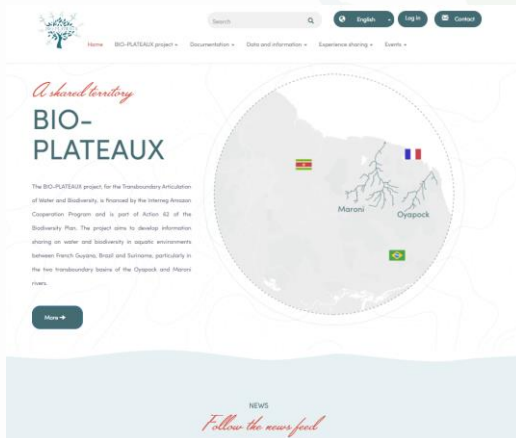 Search
English
Log in
Contact
Home BIO-PLATEAUX project Documentation Data and information Experience sharing Events
A shared territory
BIO-
PLATEAUX
The BIO-PLATEAUX project, for the Transboundary Articulation
of Water and Biodiversity, is financed by the Interreg Amazon
Cooperation Program and is part of Action 62 of the
Biodiversity Plan. The project aims to develop information
sharing on water and biodiversity in aquatic environments
between French Guyana, Brazil and Suriname, particularly in
the two transboundary basins of the Oyapock and Maroni
rivers.
More →
Maroni
Oyapock
NEWS
Follow the news feed